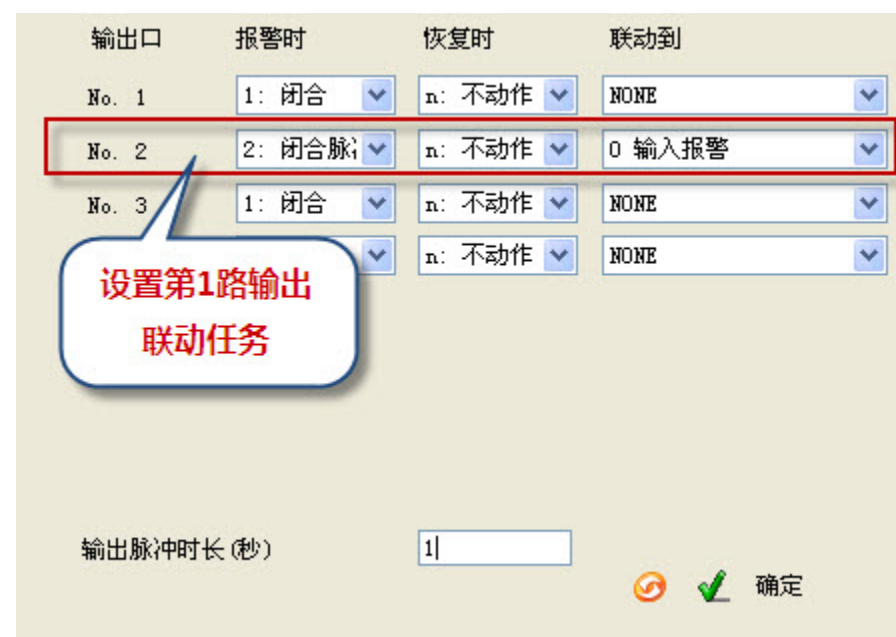 输出口 报警时 恢复时 联动到
No. 1 1: 闭合 n: 不动作 NONE
No. 2 2: 闭合脉 n: 不动作 0 输入报警
No. 3 1: 闭合 n: 不动作 NONE
n: 不动作 NONE
设置第1路输出
联动任务
输出脉冲时长(秒) 1
确定